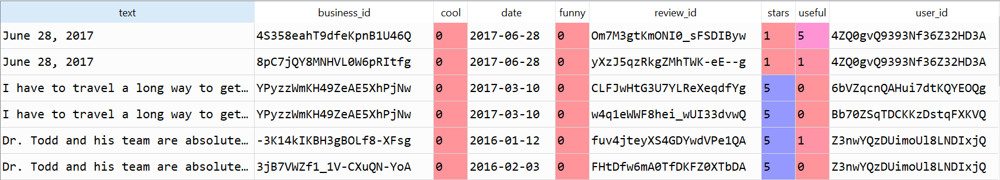 text business_id cool date funny review_id stars useful user_id
June 28, 2017 4S358eahT9dfeKpnB1U46Q 0 2017-06-28 0 Om7M3gtKmONI0_sFSDIByw 1 5 4ZQ0gvQ9393Nf36Z32HD3A
June 28, 2017 8pC7jQY8MNHVL0W6pRItfg 0 2017-06-28 0 yXzJ5qzRkgZMhTWK-eE--g 1 1 4ZQ0gvQ9393Nf36Z32HD3A
I have to travel a long way to get… YPyzzWmKH49ZeAE5XhPjNw 0 2017-03-10 0 CLFJwHtG3U7YLReXeqdfYg 5 0 6bVZqcnQAHui7dtKQYEOQg
I have to travel a long way to get… YPyzzWmKH49ZeAE5XhPjNw 0 2017-03-10 0 w4q1eWWF8hei_wUI33dvwQ 5 0 Bb70ZSqTDCKKzDstqFXKVQ
Dr. Todd and his team are absolute… -3K14kIKBH3gBOLf8-XFsg 0 2016-01-12 0 fuv4jteyXS4GDYwdVPe1QA 5 1 Z3nwYQzDUimoUl8LNDIxjQ
Dr. Todd and his team are absolute… 3jB7VWZf1_1V-CXuQN-YoA 0 2016-02-03 0 FHtDfw6mA0TfDKFZ0XTbDA 5 0 Z3nwYQzDUimoUl8LNDIxjQ